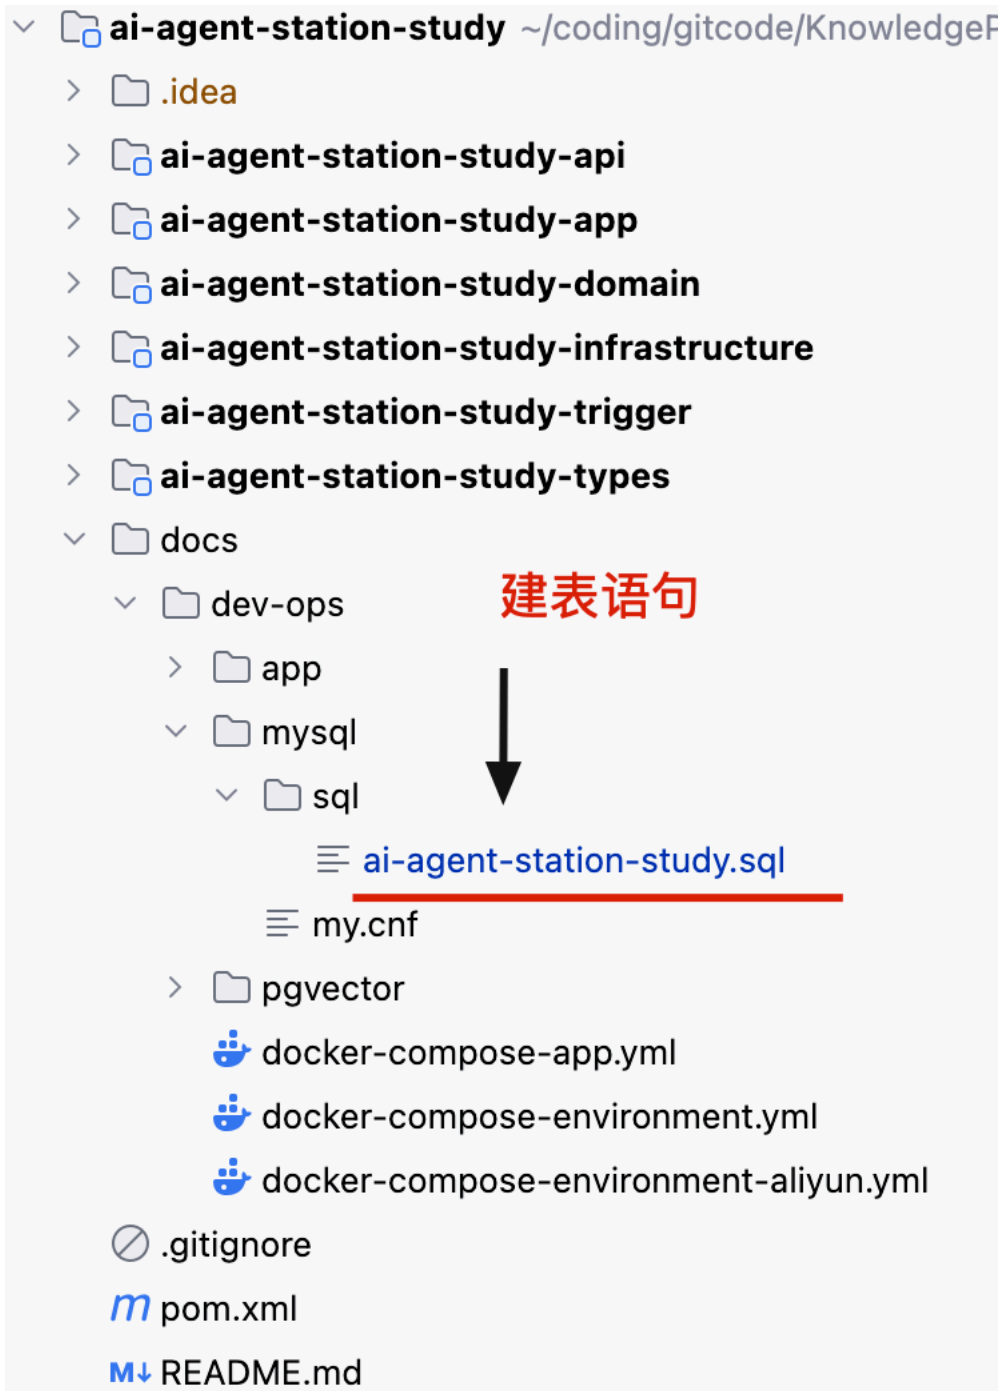 ai-agent-station-study ~/coding/gitcode/KnowledgeP
.idea
ai-agent-station-study-api
ai-agent-station-study-app
ai-agent-station-study-domain
ai-agent-station-study-infrastructure
ai-agent-station-study-trigger
ai-agent-station-study-types
docs
dev-ops
建表语句
app
mysql
sql
ai-agent-station-study.sql
my.cnf
pgvector
docker-compose-app.yml
docker-compose-environment.yml
docker-compose-environment-aliyun.yml
.gitignore
m pom.xml
M↓ README.md